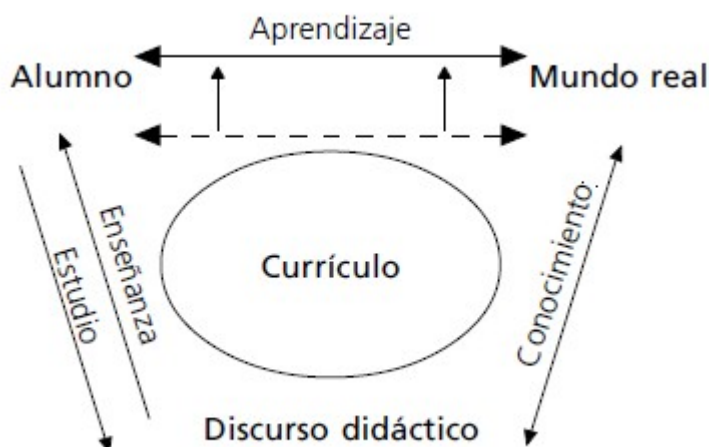 Aprendizaje
Alumno
Mundo real
Enseñanza
Estudio
Currículo
Conocimiento
Discurso didáctico